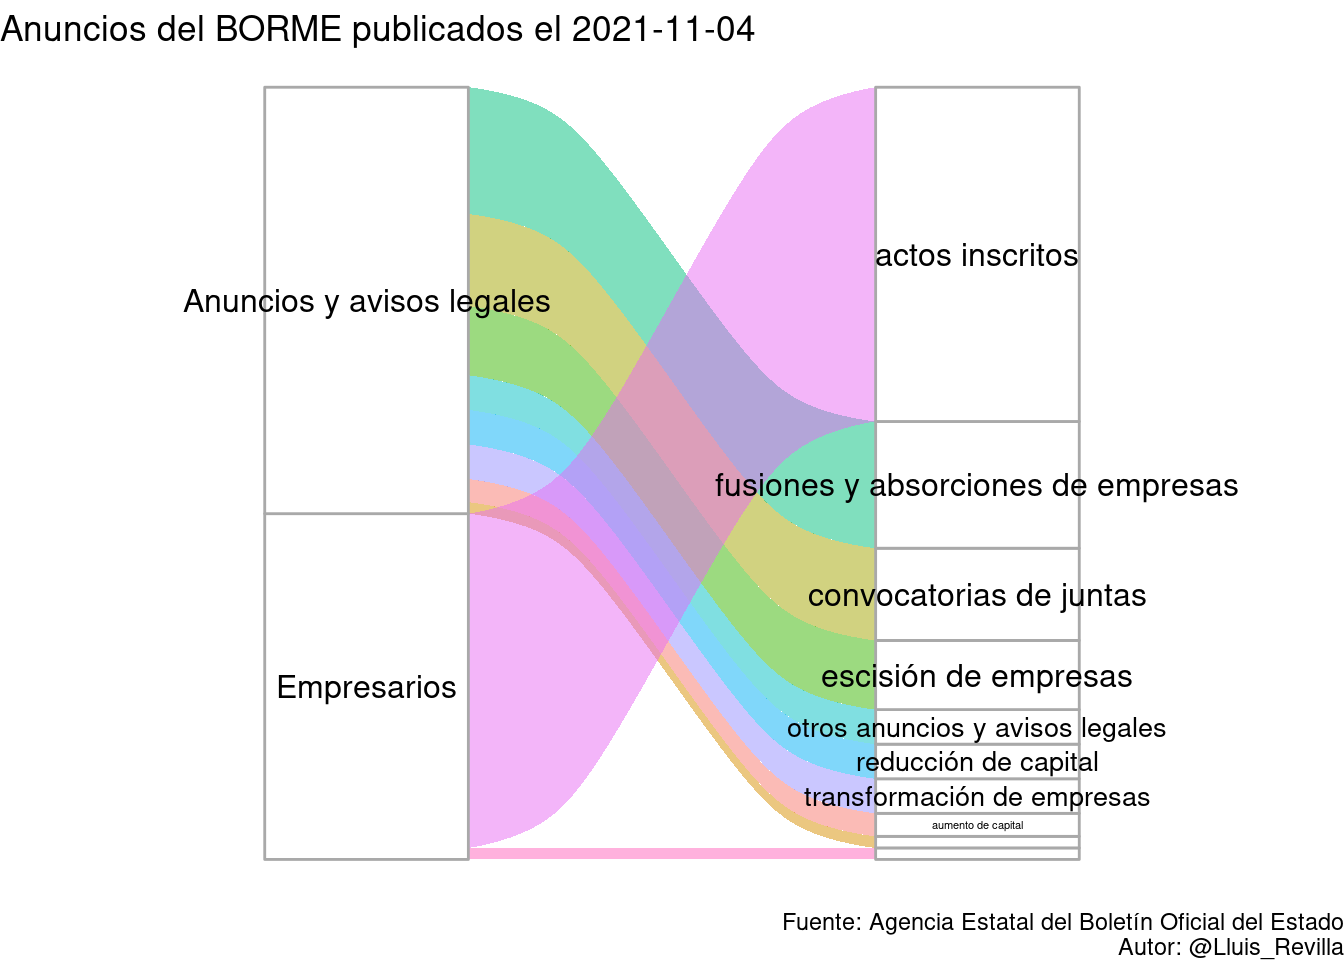 Anuncios del BORME publicados el 2021-11-04
actos inscritos
Anuncios y avisos legales
fusiones y absorciones de empresas
convocatorias de juntas
escisión de empresas
Empresarios
otros anuncios y avisos legales
reducción de capital
transformación de empresas
aumento de capital
Fuente: Agencia Estatal del Boletín Oficial del Estado
Autor: @Lluis_Revilla